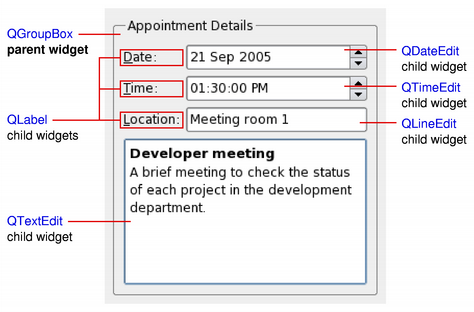 Appointment Details
QGroupBox
parent widget
Date:
21 Sep 2005
QDateEdit
child widget
Time:
01:30:00 PM
QTimeEdit
child widget
QLabel
child widgets
Location:
Meeting room 1
QLineEdit
child widget
Developer meeting
A brief meeting to check the status
of each project in the development
department.
QTextEdit
child widget